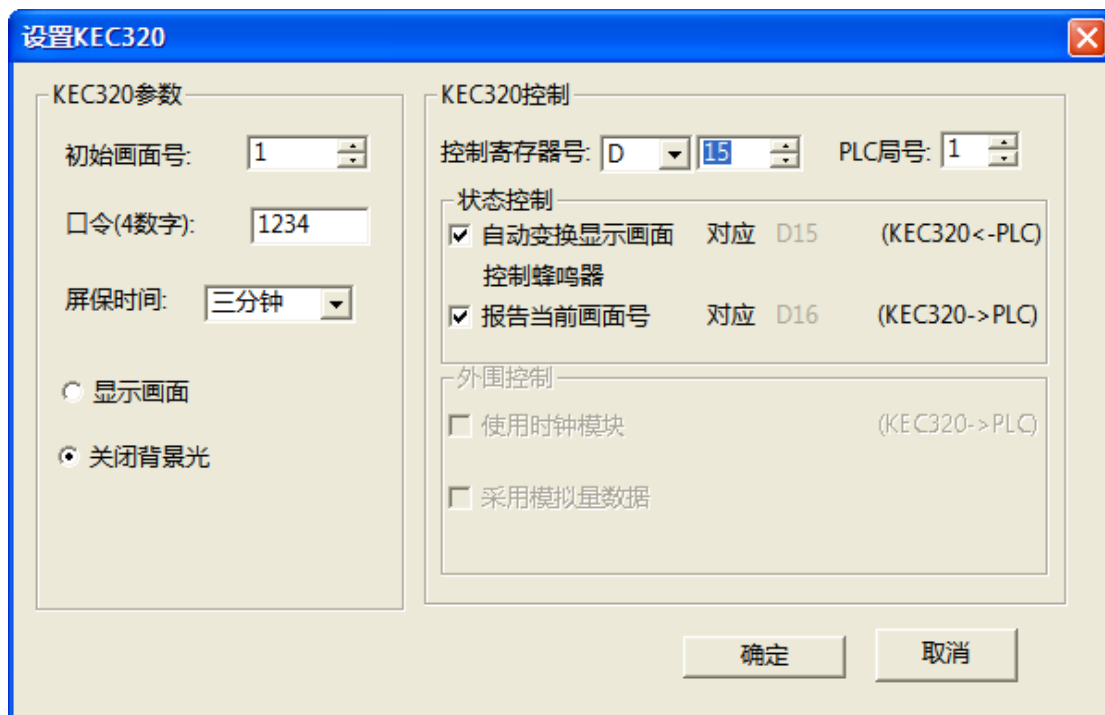 设置KEC320
KEC320参数
初始画面号: 1
口令(4数字): 1234
屏保时间: 三分钟
显示画面
关闭背景光
KEC320控制
控制寄存器号: D 15 PLC局号: 1
状态控制
自动变换显示画面 对应 D15 (KEC320<-PLC)
控制蜂鸣器
报告当前画面号 对应 D16 (KEC320->PLC)
外围控制
使用时钟模块 (KEC320->PLC)
采用模拟量数据
确定 取消